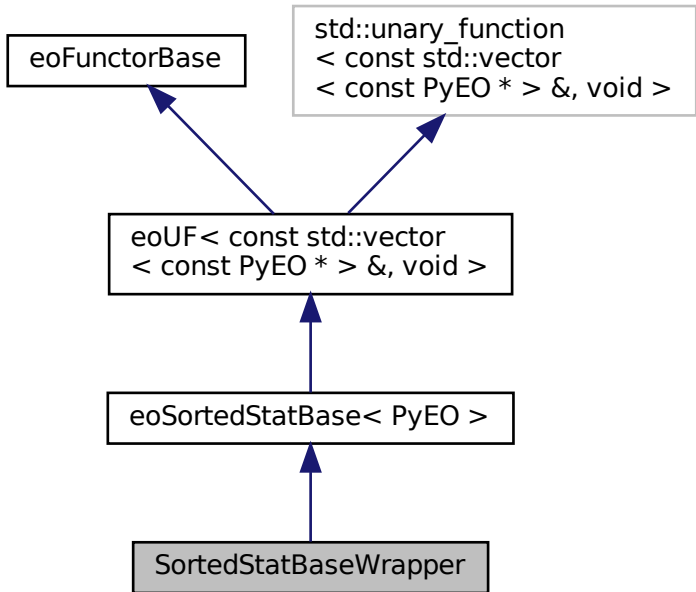 eoFunctorBase
std::unary_function
< const std::vector
< const PyEO * > &, void >
eoUF< const std::vector
< const PyEO * > &, void >
eoSortedStatBase< PyEO >
SortedStatBaseWrapper